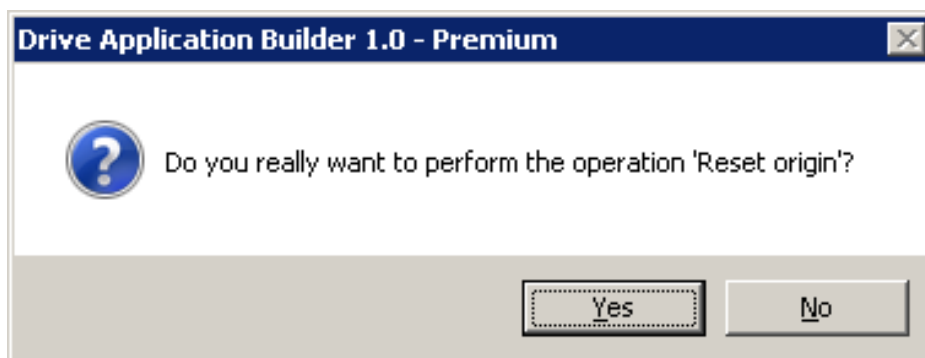 Drive Application Builder 1.0 - Premium
Do you really want to perform the operation 'Reset origin'?
Yes No